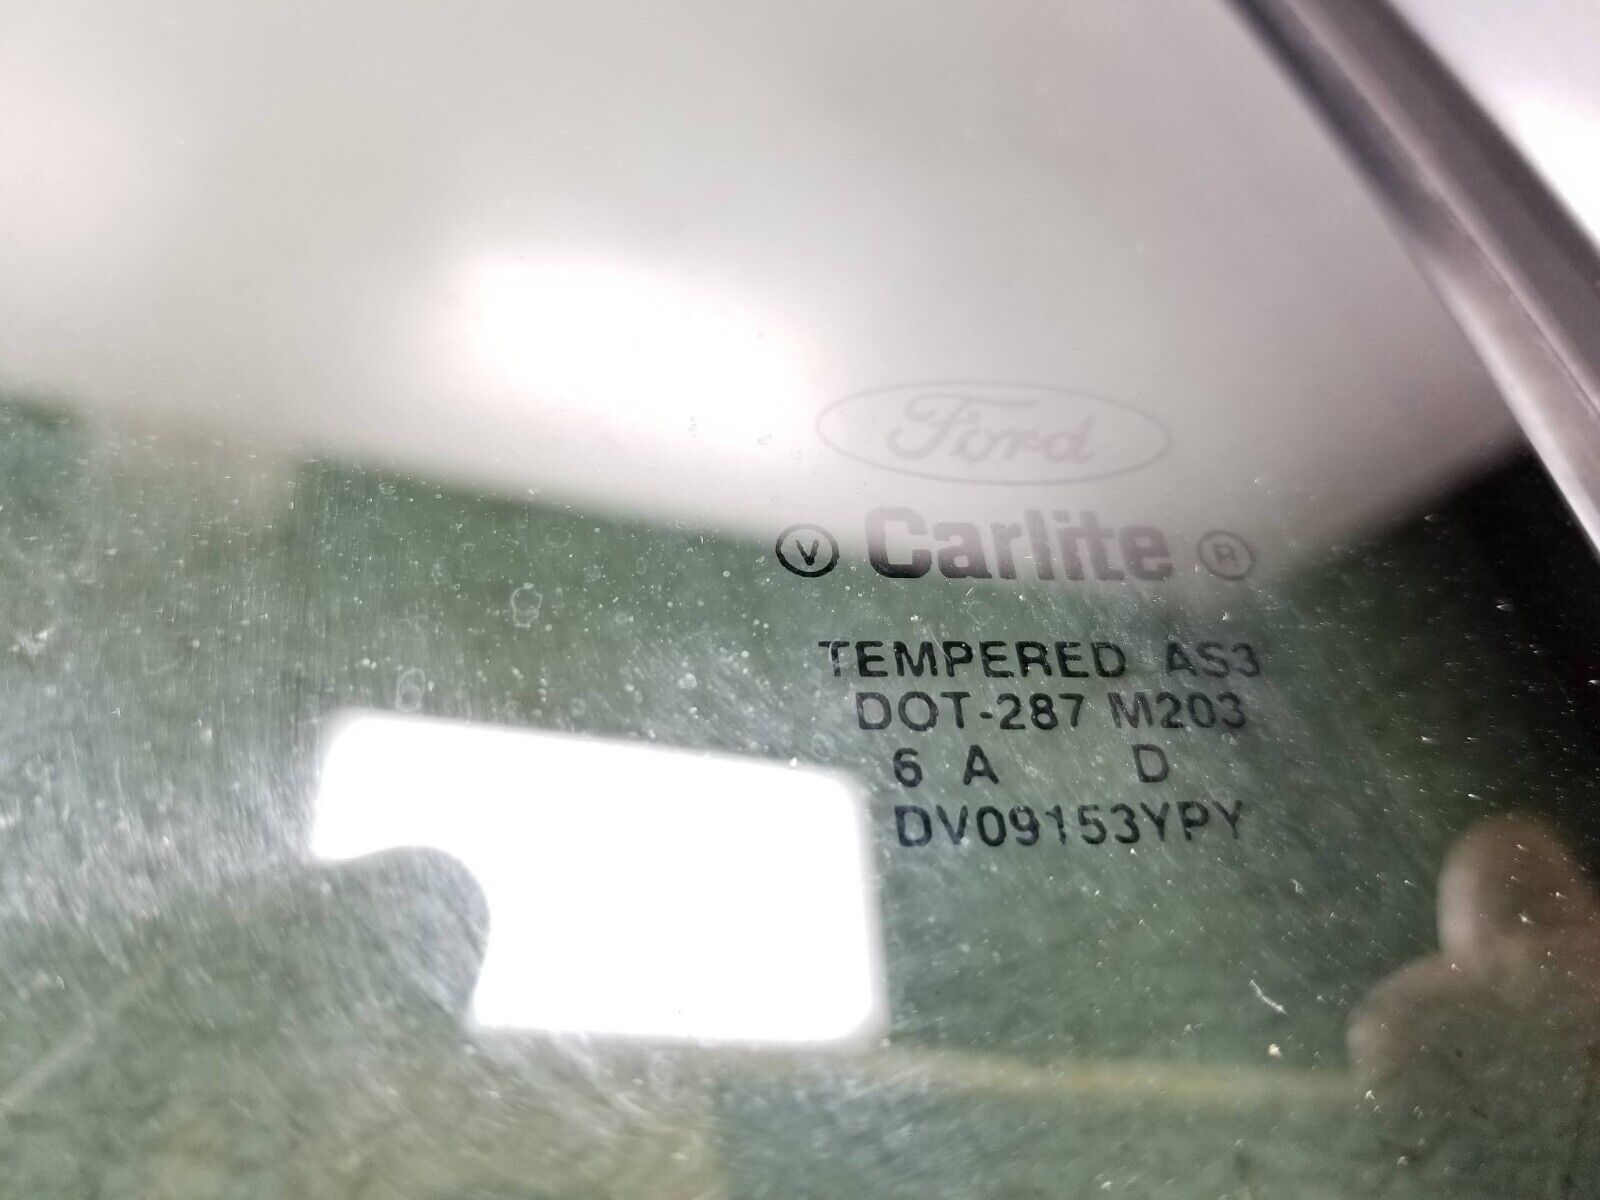 Ford
V Carlite ®
TEMPERED AS3
DOT-287 M203
6 A D
DV09153YPY